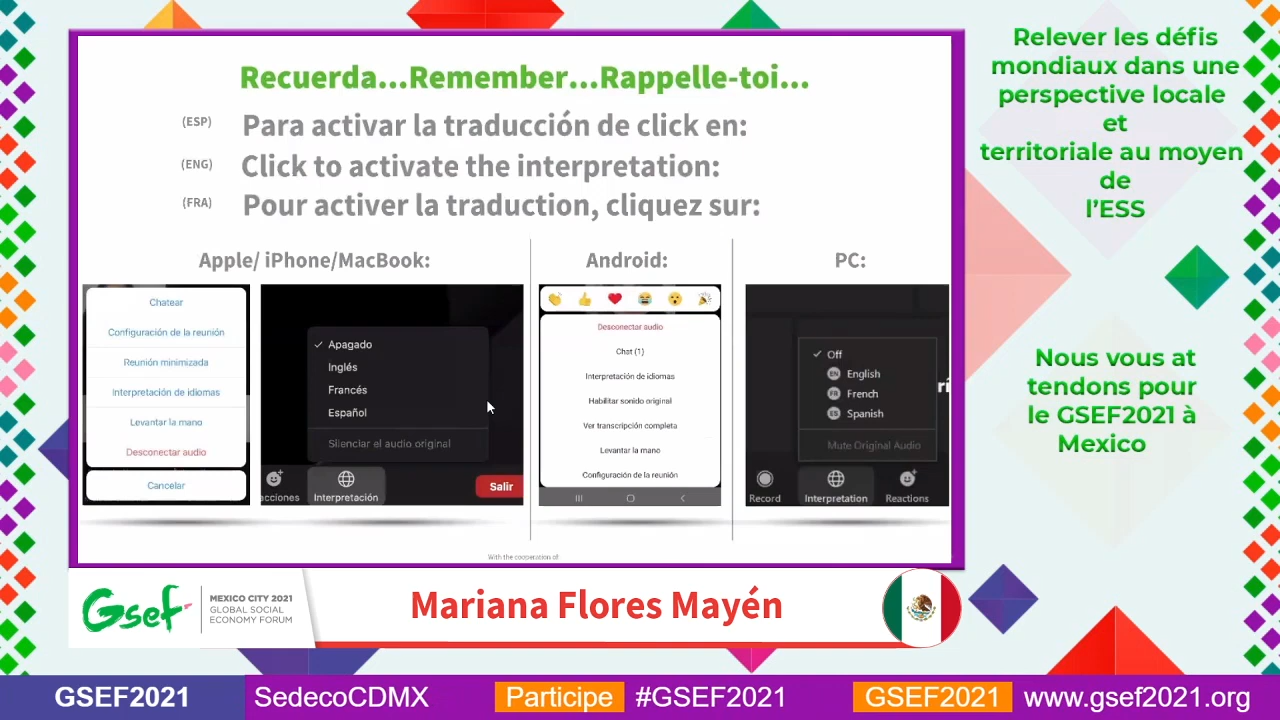 Recuerda...Remember...Rappelle-toi...
(ESP) Para activar la traducción de click en:
(ENG) Click to activate the interpretation:
(FRA) Pour activer la traduction, cliquez sur:
Apple/ iPhone/MacBook:
Chatear
Configuración de la reunión
Reunión minimizada
Interpretación de idiomas
Levantar la mano
Desconectar audio
Cancelar
Apagado
Inglés
Francés
Español
Silenciar el audio original
acciones
Interpretación
Salir
Android:
Desconectar audio
Chat (1)
Interpretación de idiomas
Habilitar sonido original
Ver transcripción completa
Levantar la mano
Configuración de la reunión
PC:
Off
EN English
FR French
ES Spanish
Mute Original Audio
Record
Interpretation
Reactions
With the cooperation of:
Relever les défis
mondiaux dans une
perspective locale
et
territoriale au moyen
de
l'ESS
Nous vous at
tendons pour
le GSEF2021 à
Mexico
Gsef
MEXICO CITY 2021
GLOBAL SOCIAL
ECONOMY FORUM
Mariana Flores Mayén
GSEF2021 SedecoCDMX Participe #GSEF2021 GSEF2021 www.gsef2021.org